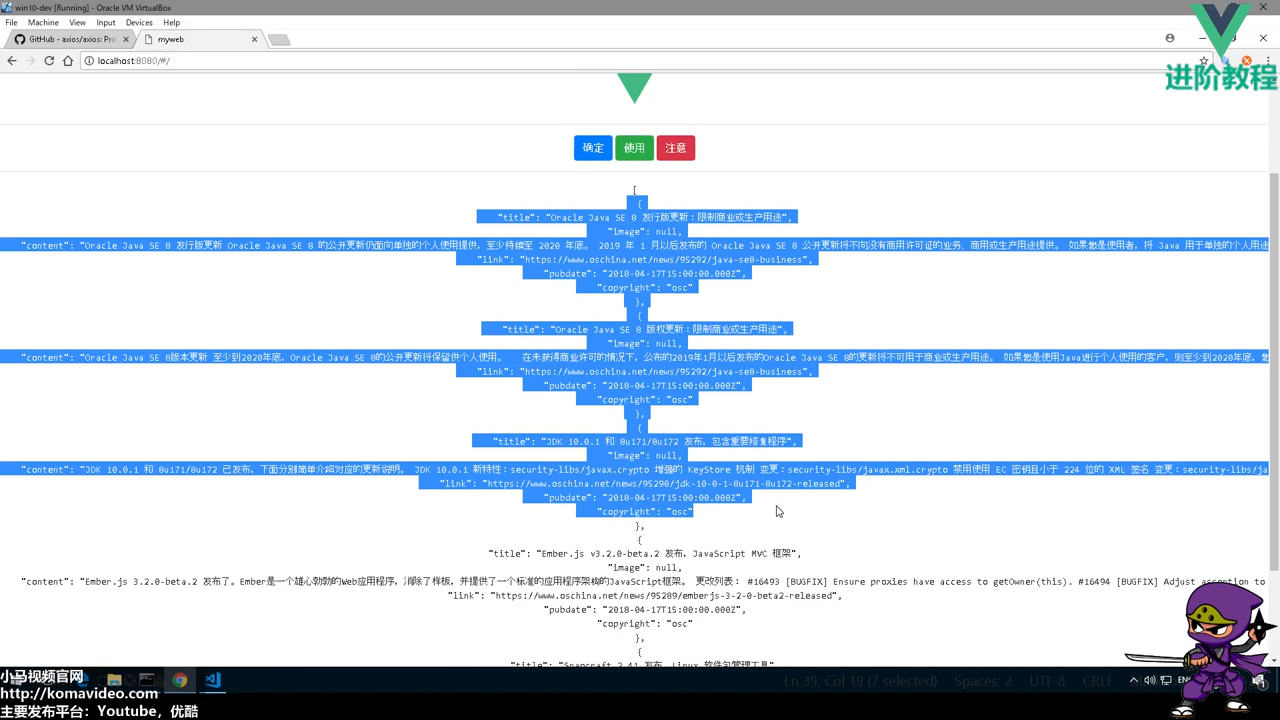 win10-dev [Running] - Oracle VM VirtualBox
File Machine View Input Devices Help
GitHub - axios/axios: Pro
myweb
localhost:8080/#/
进阶教程
确定 使用 注意
[
{
"title": "Oracle Java SE 8 发行版更新：限制商业或生产用途",
"image": null,
"content": "Oracle Java SE 8 发行版更新 Oracle Java SE 8 的公开更新仍面向单独的个人使用提供，至少持续至 2020 年底。 2019 年 1 月以后发布的 Oracle Java SE 8 公开更新将不向没有商用许可证的业务、商用或生产用途提供。 如果您是使用者，将 Java 用于单独的个人用途
"link": "https://www.oschina.net/news/95292/java-se8-business",
"pubdate": "2018-04-17T15:00:00.000Z",
"copyright": "osc"
},
{
"title": "Oracle Java SE 8 版权更新：限制商业或生产用途",
"image": null,
"content": "Oracle Java SE 8版本更新 至少到2020年底，Oracle Java SE 8的公开更新将保留供个人使用。 在未获得商业许可的情况下，公布的2019年1月以后发布的Oracle Java SE 8的更新将不可用于商业或生产用途。 如果您是使用Java进行个人使用的客户，则至少到2020年底，您
"link": "https://www.oschina.net/news/95292/java-se8-business",
"pubdate": "2018-04-17T15:00:00.000Z",
"copyright": "osc"
},
{
"title": "JDK 10.0.1 和 8u171/8u172 发布，包含重要修复程序",
"image": null,
"content": "JDK 10.0.1 和 8u171/8u172 已发布，下面分别简单介绍对应的更新说明。 JDK 10.0.1 新特性：security-libs/javax.crypto 增强的 KeyStore 机制 变更：security-libs/javax.xml.crypto 禁用使用 EC 密钥且小于 224 位的 XML 签名 变更：security-libs/ja
"link": "https://www.oschina.net/news/95290/jdk-10-0-1-8u171-8u172-released",
"pubdate": "2018-04-17T15:00:00.000Z",
"copyright": "osc"
},
{
"title": "Ember.js v3.2.0-beta.2 发布，JavaScript MVC 框架",
"image": null,
"content": "Ember.js 3.2.0-beta.2 发布了。Ember是一个雄心勃勃的Web应用程序，消除了样板，并提供了一个标准的应用程序架构的JavaScript框架。 更改列表： #16493 [BUGFIX] Ensure proxies have access to getOwner(this). #16494 [BUGFIX] Adjust assertion to
"link": "https://www.oschina.net/news/95289/emberjs-3-2-0-beta2-released",
"pubdate": "2018-04-17T15:00:00.000Z",
"copyright": "osc"
},
{
"title": "Snapcraft 2.41 发布，Linux 软件包管理工具"
小马视频官网
http://komavideo.com
主要发布平台：Youtube，优酷
Ln 39, Col 19 (7 selected) Spaces: 2 UTF-8 CRLF